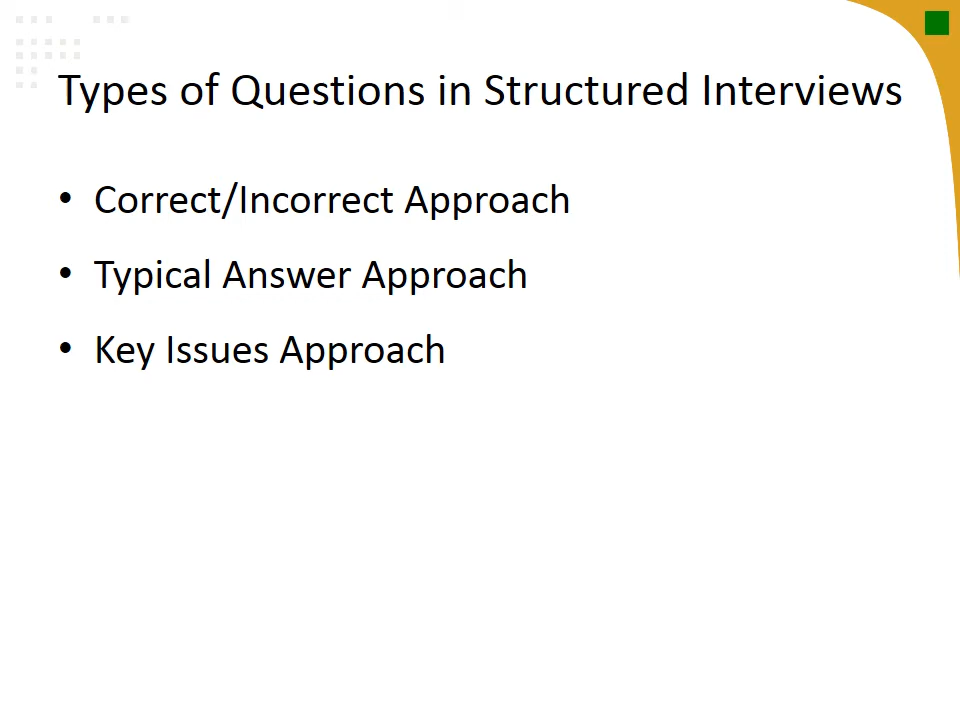 Types of Questions in Structured Interviews
• Correct/Incorrect Approach
• Typical Answer Approach
• Key Issues Approach